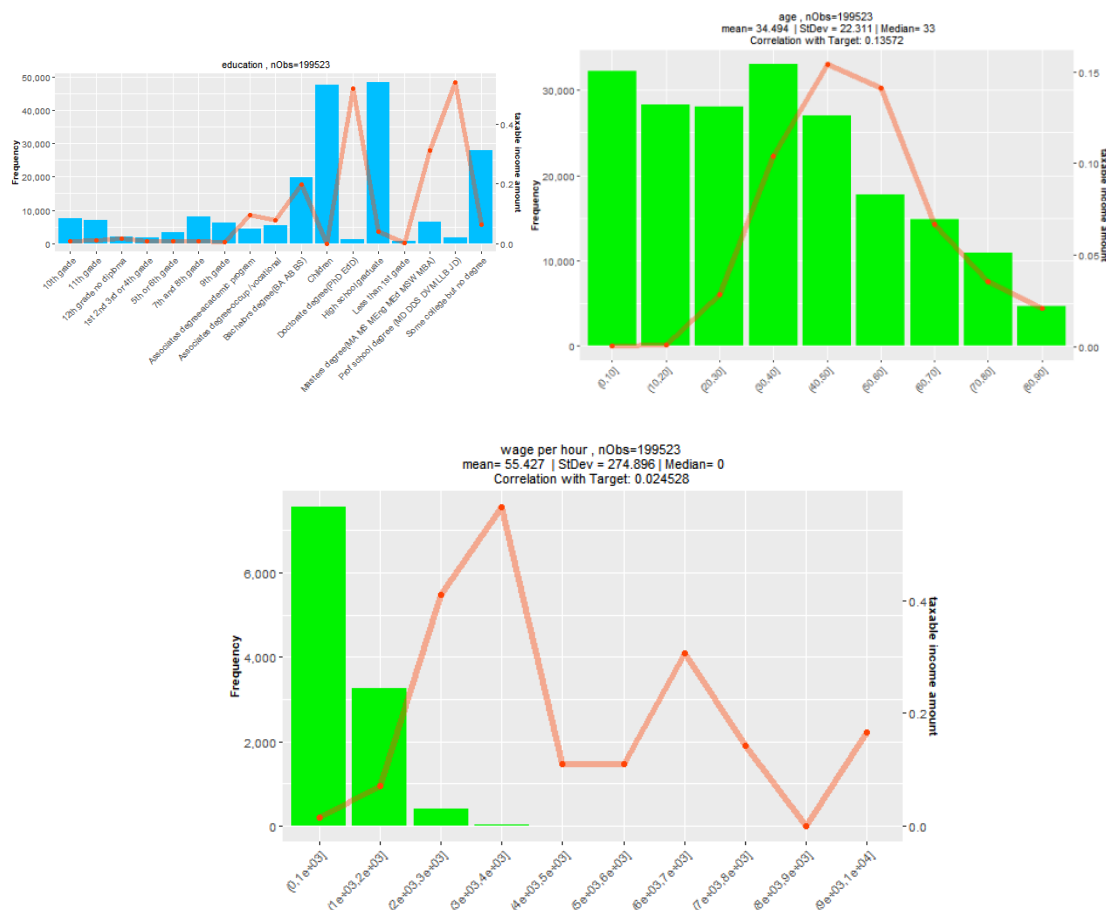 education , nObs=199523
50,000
40,000
30,000
20,000
10,000
0
Frequency
0.4
0.2
0.0
taxable income amount
10th grade
11th grade
12th grade no diploma
1st 2nd 3rd or 4th grade
5th or 6th grade
7th and 8th grade
9th grade
Associates degree-academic program
Associates degree-occup /vocational
Bachelors degree(BA AB BS)
Children
Doctorate degree(PhD EdD)
High school graduate
Less than 1st grade
Masters degree(MA MS MEng MEd MSW MBA)
Prof school degree (MD DDS DVM LLB JD)
Some college but no degree
age , nObs=199523
mean= 34.494 | StDev = 22.311 | Median= 33
Correlation with Target: 0.13572
30,000
20,000
10,000
0
Frequency
0.15
0.10
0.05
0.00
taxable income amount
(0,10]
(10,20]
(20,30]
(30,40]
(40,50]
(50,60]
(60,70]
(70,80]
(80,90]
wage per hour , nObs=199523
mean= 55.427 | StDev = 274.896 | Median= 0
Correlation with Target: 0.024528
6,000
4,000
2,000
0
Frequency
0.4
0.2
0.0
taxable income amount
(0,1e+03]
(1e+03,2e+03]
(2e+03,3e+03]
(3e+03,4e+03]
(4e+03,5e+03]
(5e+03,6e+03]
(6e+03,7e+03]
(7e+03,8e+03]
(8e+03,9e+03]
(9e+03,1e+04]